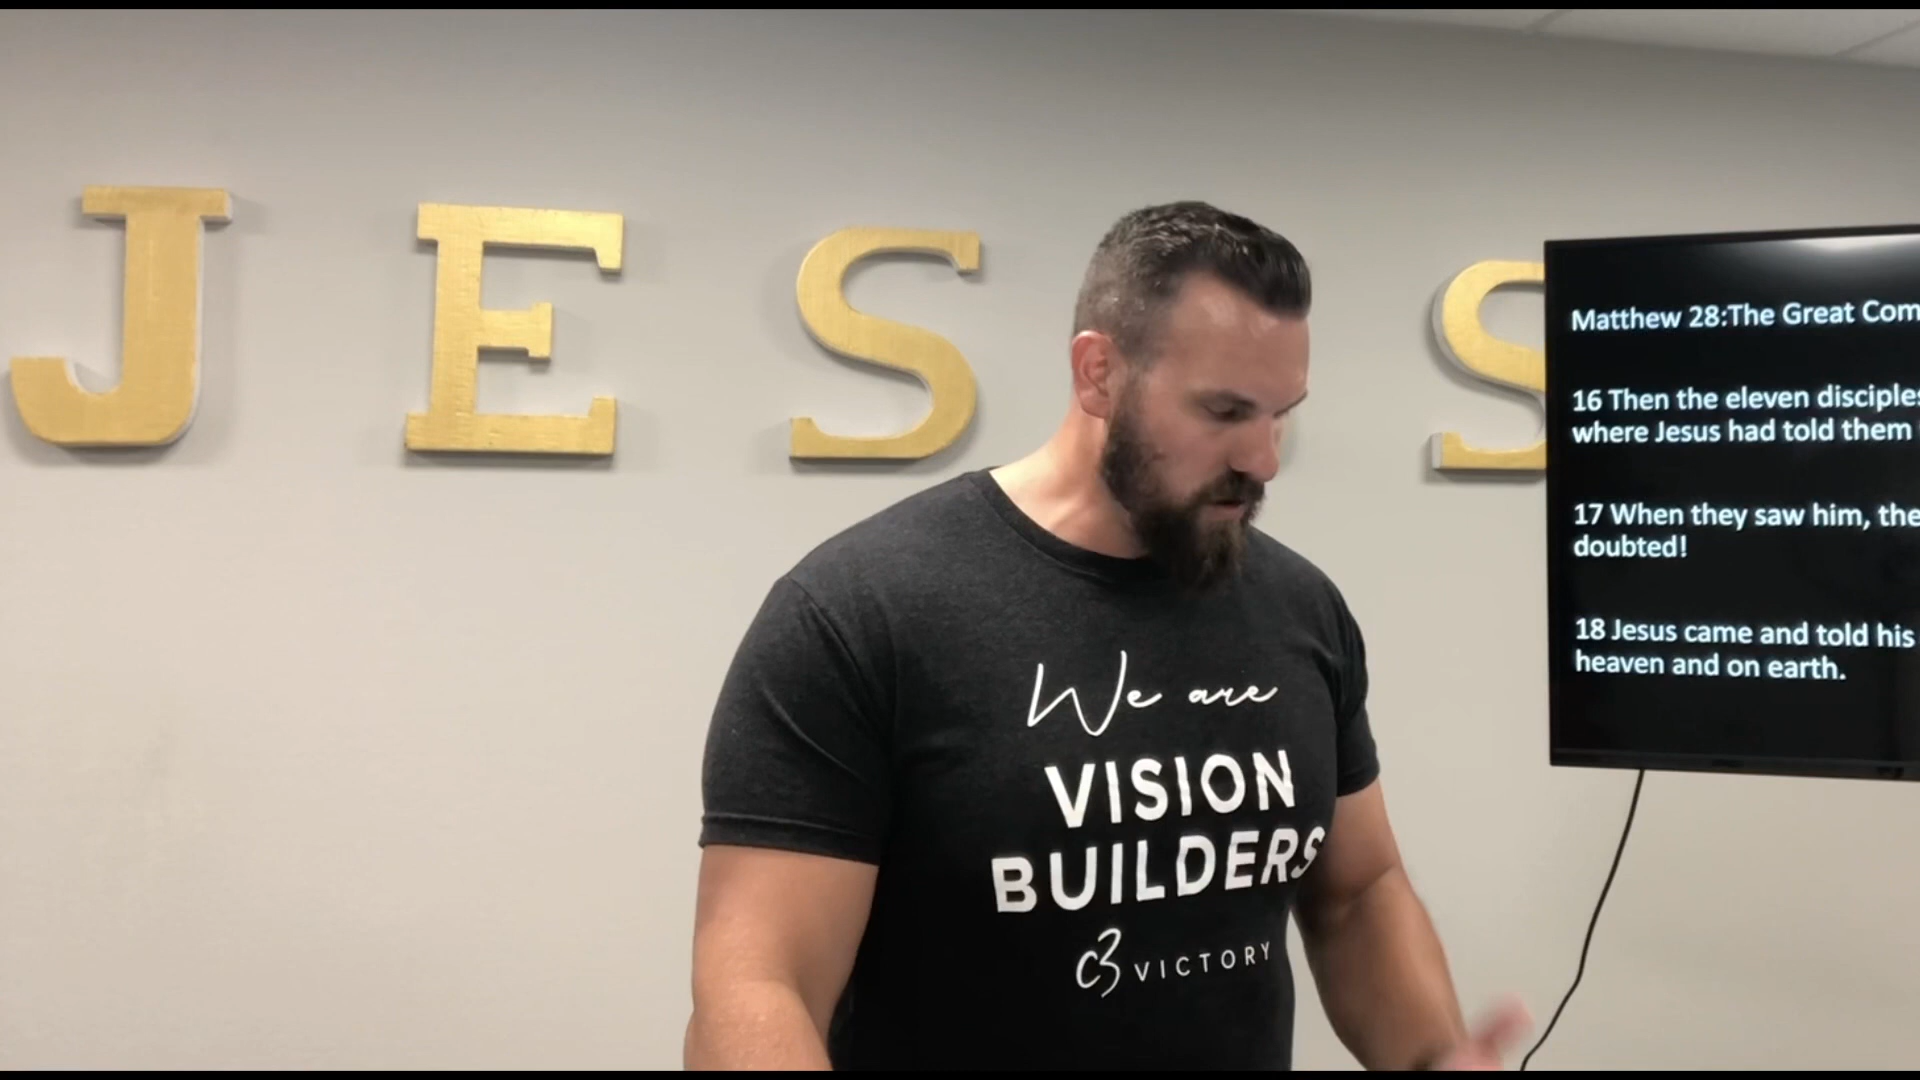 JES S
We are
VISION
BUILDERS
c3 VICTORY
Matthew 28:The Great Com
16 Then the eleven disciples
where Jesus had told them
17 When they saw him, the
doubted!
18 Jesus came and told his
heaven and on earth.